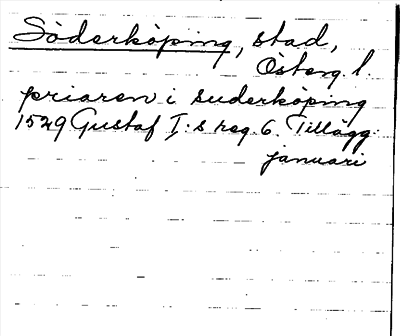 Söderköping, stad,
Österg. l.
priaren i suderköping
1529 Gustaf I:s reg. 6. Tillägg.
januari